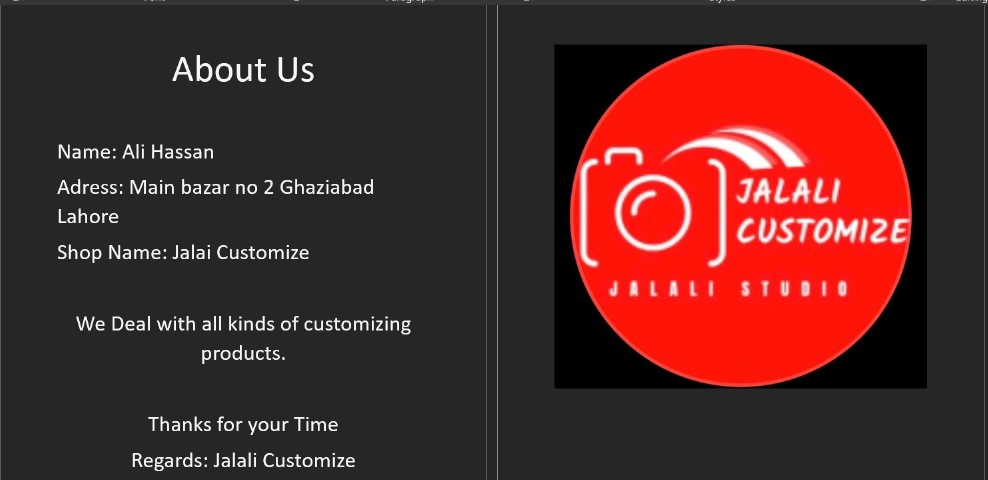 About Us
Name: Ali Hassan
Adress: Main bazar no 2 Ghaziabad
Lahore
Shop Name: Jalai Customize
We Deal with all kinds of customizing
products.
Thanks for your Time
Regards: Jalali Customize
JALALI
CUSTOMIZE
JALALI STUDIO